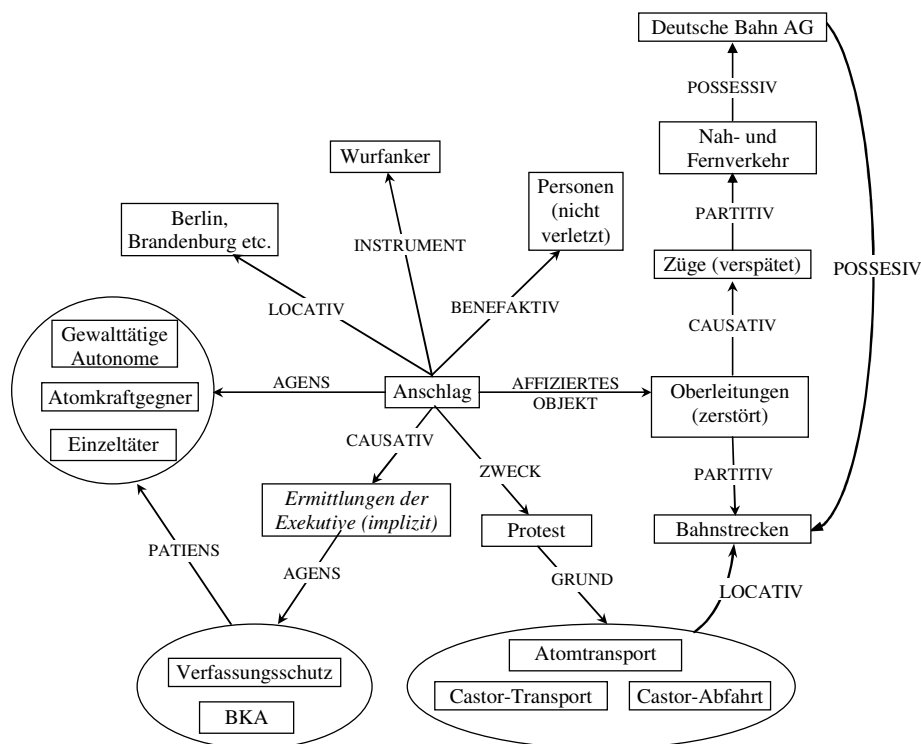 Deutsche Bahn AG
POSSESSIV
Nah- und
Fernverkehr
Wurfanker
Personen
(nicht
verletzt)
Berlin,
Brandenburg etc.
PARTITIV
INSTRUMENT
Züge (verspätet)
POSSESIV
LOCATIV
BENEFAKTIV
Gewalttätige
Autonome
CAUSATIV
AGENS
Anschlag
AFFIZIERTES
OBJEKT
Oberleitungen
(zerstört)
Atomkraftgegner
Einzeltäter
CAUSATIV
ZWECK
PARTITIV
Ermittlungen der
Exekutive (implizit)
Protest
Bahnstrecken
PATIENS
AGENS
GRUND
LOCATIV
Atomtransport
Verfassungsschutz
Castor-Transport
Castor-Abfahrt
BKA